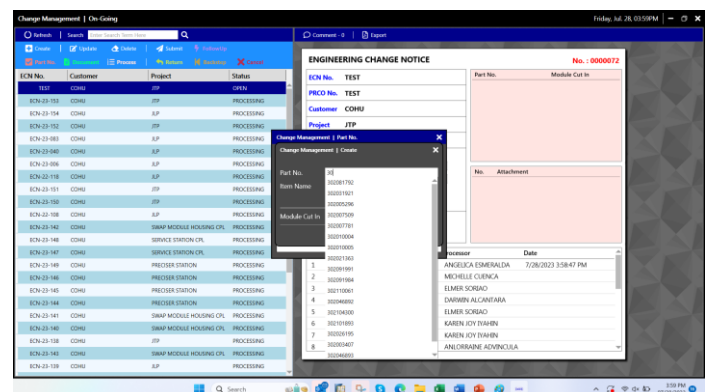 Change Management | On-Going
Friday, Jul. 28, 03:59PM
Refresh
Search
Enter Search Item Here
Comment - 0
Export
Create
Update
Delete
Submit
Followup
Part No.
Document
Process
Return
Backstep
Cancel
ECN No. Customer Project Status
TEST COHU JTP OPEN
ECN-23-153 COHU JTP PROCESSING
ECN-23-154 COHU JLP PROCESSING
ECN-23-152 COHU JTP PROCESSING
ECN-23-083 COHU JLP PROCESSING
ECN-23-040 COHU JLP PROCESSING
ECN-23-006 COHU JLP PROCESSING
ECN-22-118 COHU JLP PROCESSING
ECN-23-151 COHU JTP PROCESSING
ECN-23-150 COHU JTP PROCESSING
ECN-22-108 COHU JLP PROCESSING
ECN-23-142 COHU SWAP MODULE HOUSING CPL PROCESSING
ECN-23-148 COHU SERVICE STATION CPL PROCESSING
ECN-23-147 COHU SERVICE STATION CPL PROCESSING
ECN-23-149 COHU PRECISER STATION PROCESSING
ECN-23-146 COHU PRECISER STATION PROCESSING
ECN-23-145 COHU PRECISER STATION PROCESSING
ECN-23-144 COHU PRECISER STATION PROCESSING
ECN-23-141 COHU SWAP MODULE HOUSING CPL PROCESSING
ECN-23-140 COHU SWAP MODULE HOUSING CPL PROCESSING
ECN-23-138 COHU JTP PROCESSING
ECN-23-143 COHU SWAP MODULE HOUSING CPL PROCESSING
ECN-23-139 COHU JLP PROCESSING
ENGINEERING CHANGE NOTICE
No. : 0000072
ECN No. TEST
PRCO No. TEST
Customer COHU
Project JTP
Part No. Module Cut In
No. Attachment
Change Management | Part No.
Change Management | Create
Part No. 30
Item Name
Module Cut In
302081792
302031921
302005296
302007509
302007781
302010004
302010005
302021363
302091991
302091984
302110061
302046892
302104300
302101893
302026195
302003407
302046893
Processor Date
1 ANGELICA ESMERALDA 7/28/2023 3:58:47 PM
2 MICHELLE CUENCA
3 ELMER SORIAO
4 DARWIN ALCANTARA
5 ELMER SORIAO
6 KAREN JOY IYAHIN
7 KAREN JOY IYAHIN
8 ANLORRAINE ADVINCULA
Search
3:59 PM